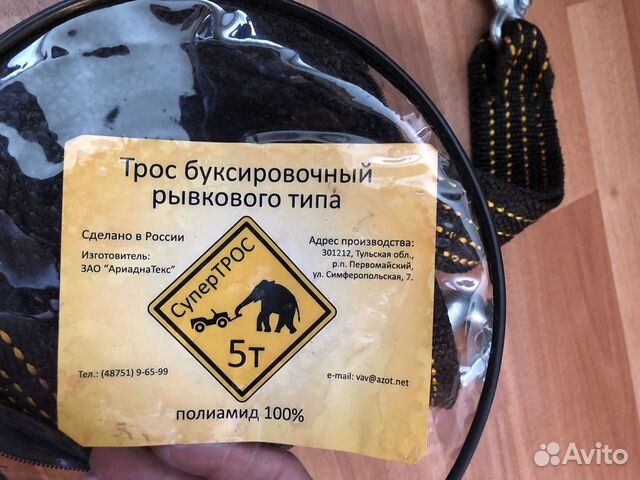 Трос буксировочный
рывкового типа
Сделано в России
Изготовитель:
ЗАО "АриаднаТекс"
Адрес производства:
301212, Тульская обл.,
р.п. Первомайский,
ул. Симферопольская, 7.
СуперТРОС
5т
Тел.: (48751) 9-65-99
e-mail: vav@azot.net
полиамид 100%
Avito